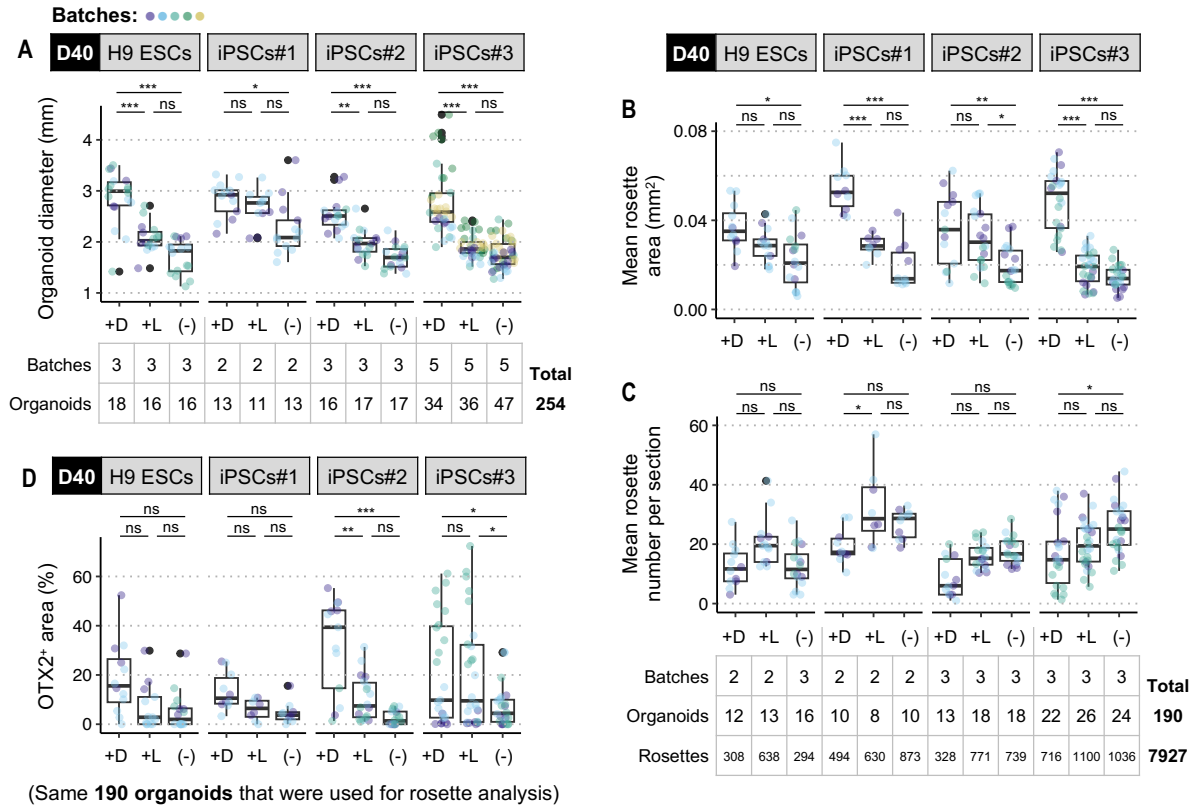 Batches:
A
D40 H9 ESCs iPSCs#1 iPSCs#2 iPSCs#3
*** * *** ***
*** ns ns ns ** ns *** ns
Organoid diameter (mm)
4
3
2
1
+D +L (-) +D +L (-) +D +L (-) +D +L (-)
Batches 3 3 3 2 2 2 3 3 3 5 5 5 Total
Organoids 18 16 16 13 11 13 16 17 17 34 36 47 254
B
D40 H9 ESCs iPSCs#1 iPSCs#2 iPSCs#3
* *** ** ***
ns ns *** ns ns * *** ns
Mean rosette
area (mm²)
0.08
0.04
0.00
+D +L (-) +D +L (-) +D +L (-) +D +L (-)
C
ns ns ns *
ns ns * ns ns ns ns ns
Mean rosette
number per section
60
40
20
0
+D +L (-) +D +L (-) +D +L (-) +D +L (-)
Batches 2 2 3 2 2 2 3 3 3 3 3 3 Total
Organoids 12 13 16 10 8 10 13 18 18 22 26 24 190
Rosettes 308 638 294 494 630 873 328 771 739 716 1100 1036 7927
D
D40 H9 ESCs iPSCs#1 iPSCs#2 iPSCs#3
ns ns *** *
ns ns ns ns ** ns ns *
OTX2⁺ area (%)
60
40
20
0
+D +L (-) +D +L (-) +D +L (-) +D +L (-)
(Same 190 organoids that were used for rosette analysis)